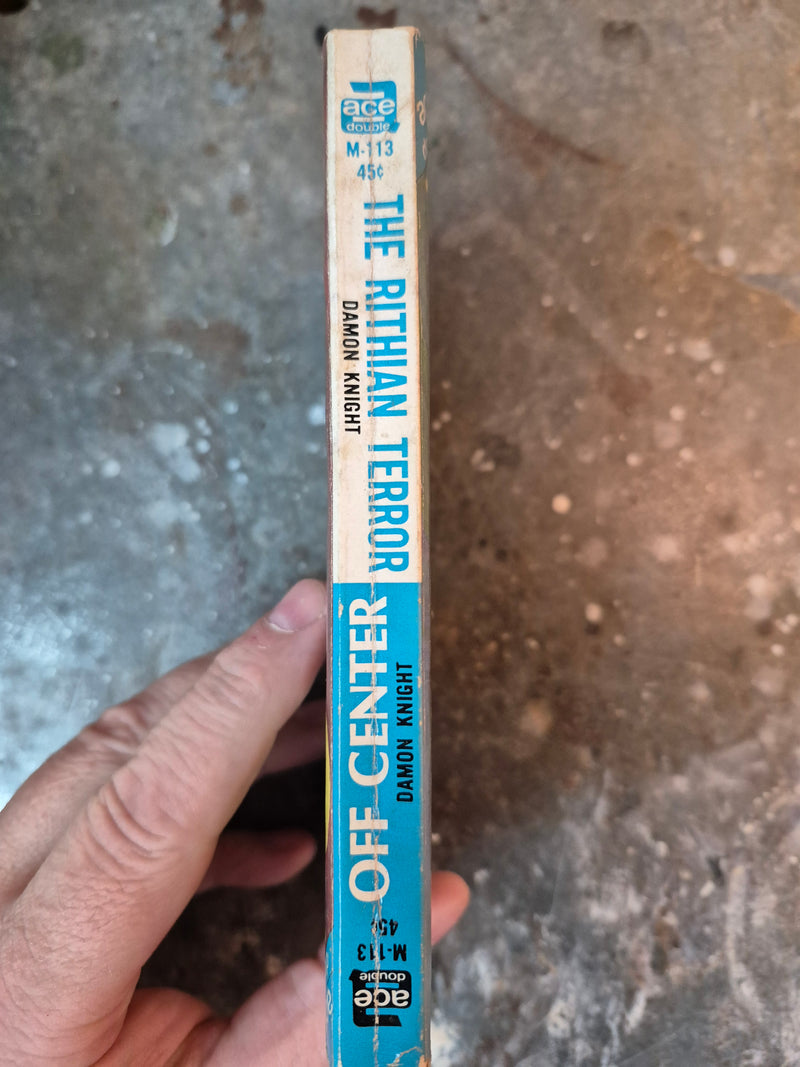 ace
double
M-113
45¢
THE RITHIAN TERROR
DAMON KNIGHT
OFF CENTER
DAMON KNIGHT
45¢
M-113
double
ace